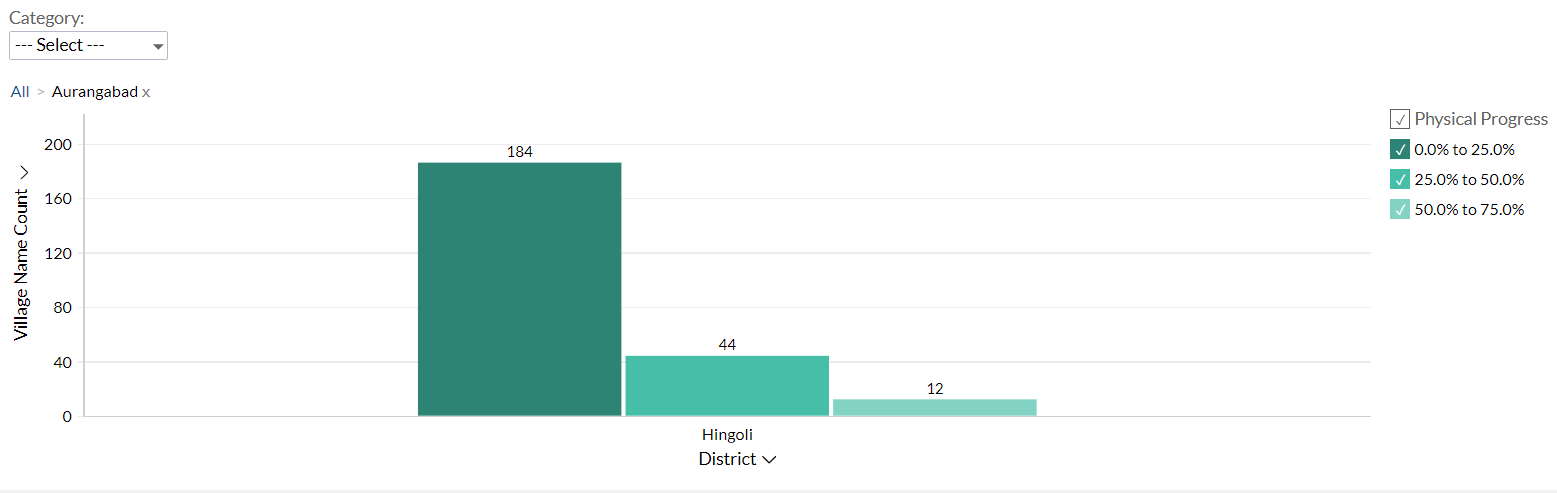 Category:
--- Select ---
All > Aurangabad x
Village Name Count
200
160
120
80
40
0
184
44
12
Hingoli
District
Physical Progress
0.0% to 25.0%
25.0% to 50.0%
50.0% to 75.0%